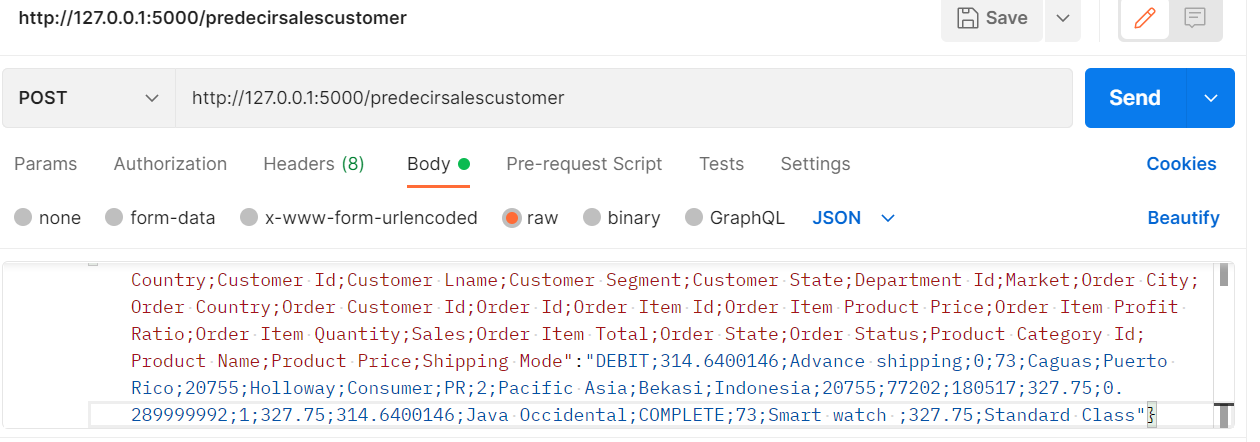 http://127.0.0.1:5000/predecirsalescustomer
Save
POST
http://127.0.0.1:5000/predecirsalescustomer
Send
Params Authorization Headers (8) Body Pre-request Script Tests Settings Cookies
none form-data x-www-form-urlencoded raw binary GraphQL JSON Beautify
Country;Customer Id;Customer Lname;Customer Segment;Customer State;Department Id;Market;Order City;
Order Country;Order Customer Id;Order Id;Order Item Id;Order Item Product Price;Order Item Profit
Ratio;Order Item Quantity;Sales;Order Item Total;Order State;Order Status;Product Category Id;
Product Name;Product Price;Shipping Mode":"DEBIT;314.6400146;Advance shipping;0;73;Caguas;Puerto
Rico;20755;Holloway;Consumer;PR;2;Pacific Asia;Bekasi;Indonesia;20755;77202;180517;327.75;0.
289999992;1;327.75;314.6400146;Java Occidental;COMPLETE;73;Smart watch ;327.75;Standard Class"}